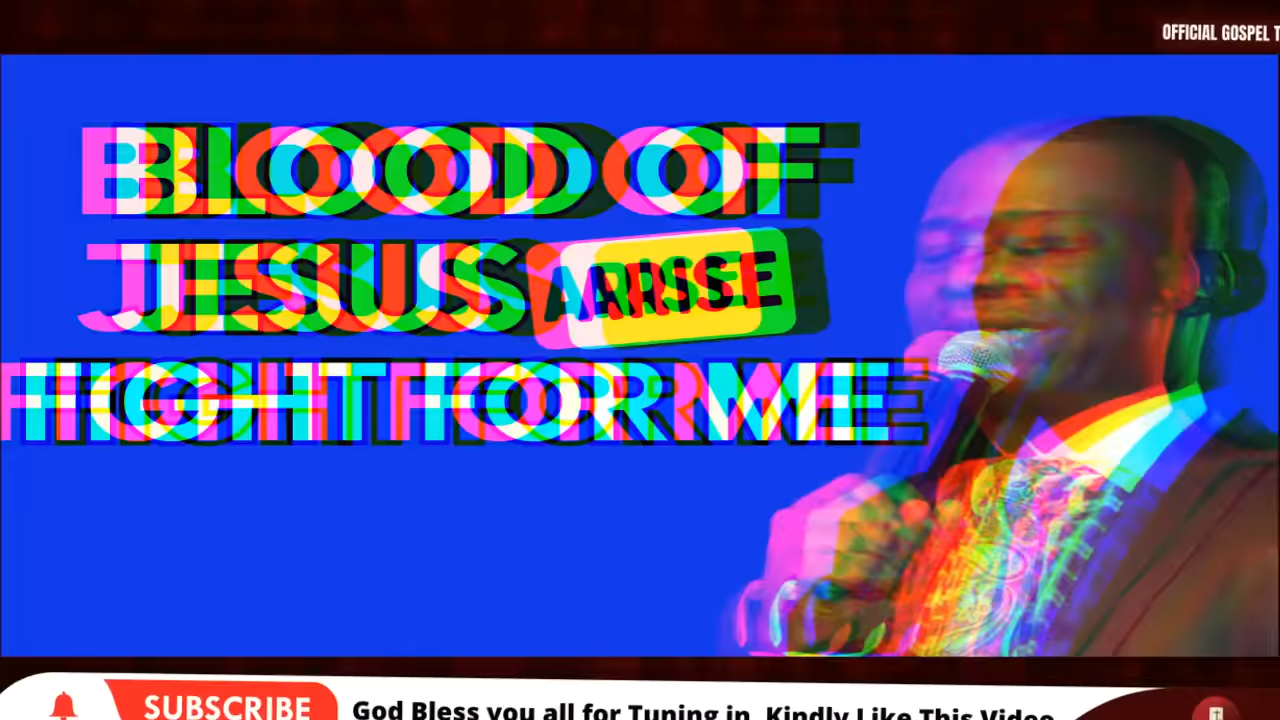 OFFICIAL GOSPEL T
BLOOD OF
JESUS ARISE
FIGHT FOR ME
SUBSCRIBE God Bless you all for Tuning in, Kindly Like This Video